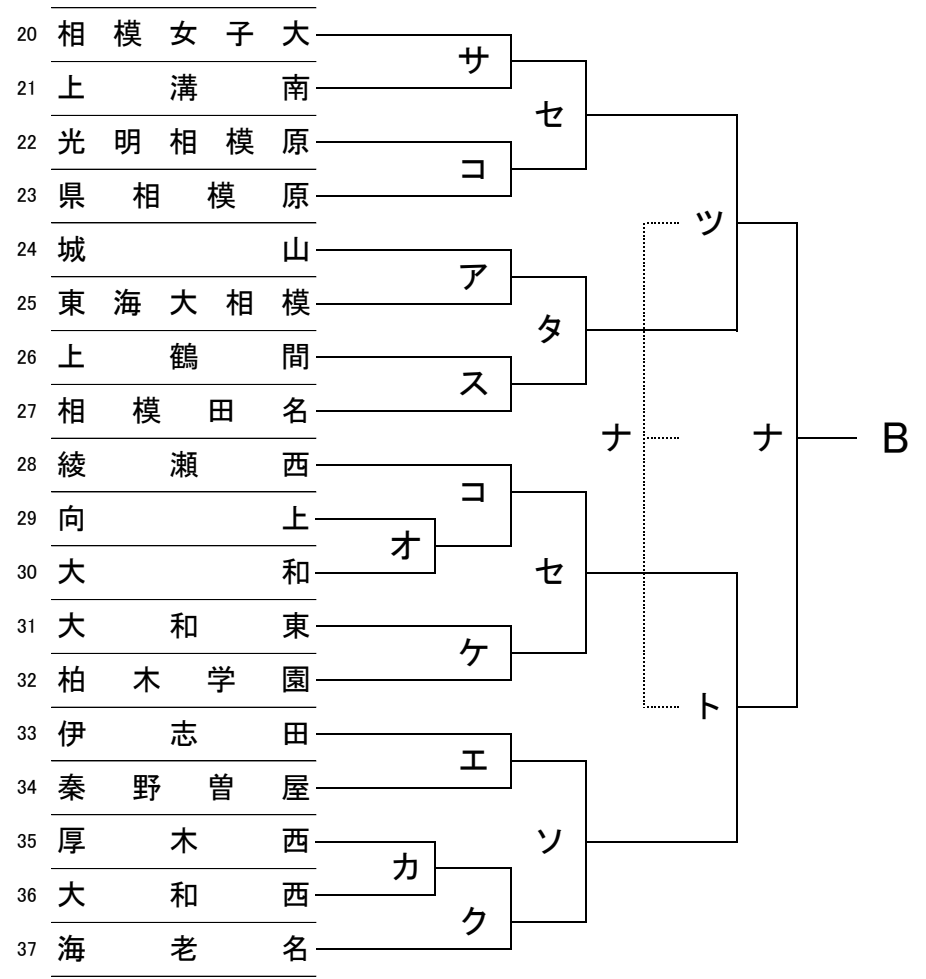 20 相模女子大
サ
21 上溝南
セ
22 光明相模原
コ
23 県相模原
ツ
24 城山
ア
25 東海大相模
タ
26 上鶴間
ス
27 相模田名
ナ ナ B
28 綾瀬西
コ
29 向上
オ
30 大和
セ
31 大和東
ケ
32 柏木学園
ト
33 伊志田
エ
34 秦野曽屋
ソ
35 厚木西
カ
36 大和西
ク
37 海老名